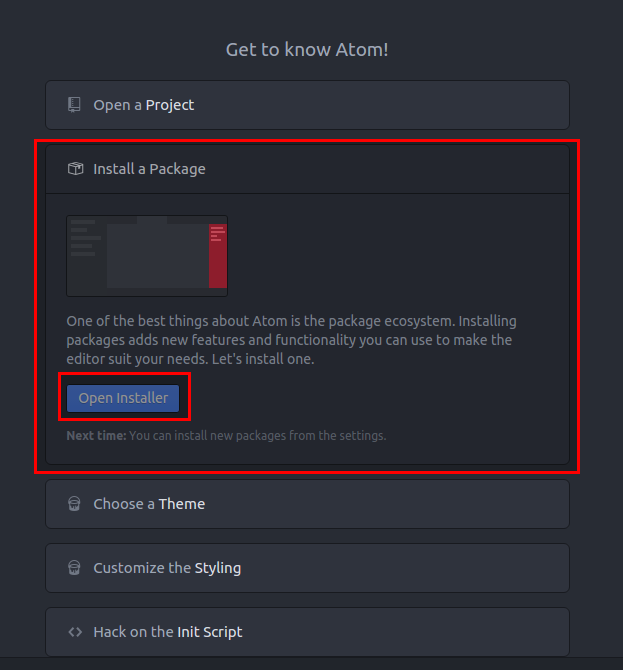 Get to know Atom!
Open a Project
Install a Package
One of the best things about Atom is the package ecosystem. Installing
packages adds new features and functionality you can use to make the
editor suit your needs. Let's install one.
Open Installer
Next time: You can install new packages from the settings.
Choose a Theme
Customize the Styling
Hack on the Init Script